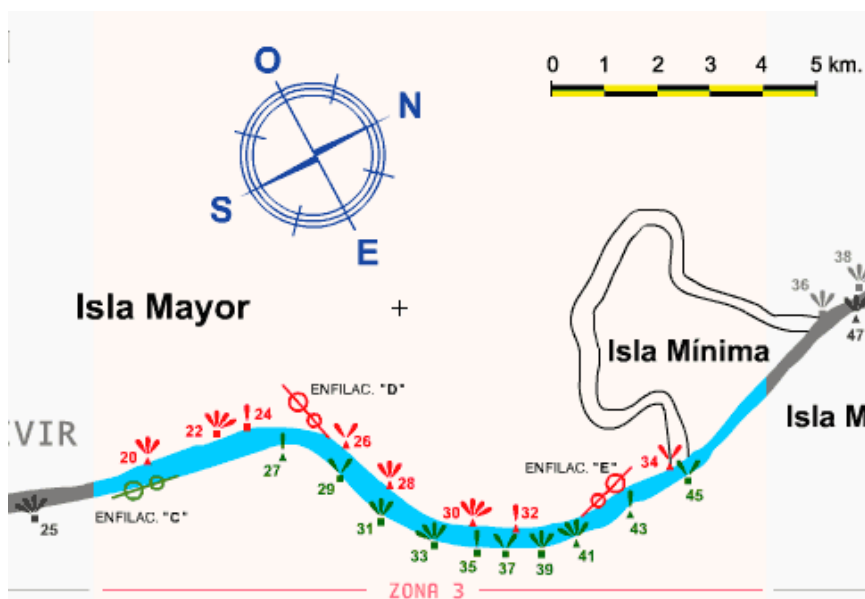 O
N
S
E
0 1 2 3 4 5 km.
38
36
47
Isla Mayor
Isla Mínima
Isla M
VIR
ENFILAC. "D"
24
22
26
20
27
29
28
ENFILAC. "E"
34
45
ENFILAC. "C"
25
31
30
32
43
33
35
37
39
41
ZONA 3